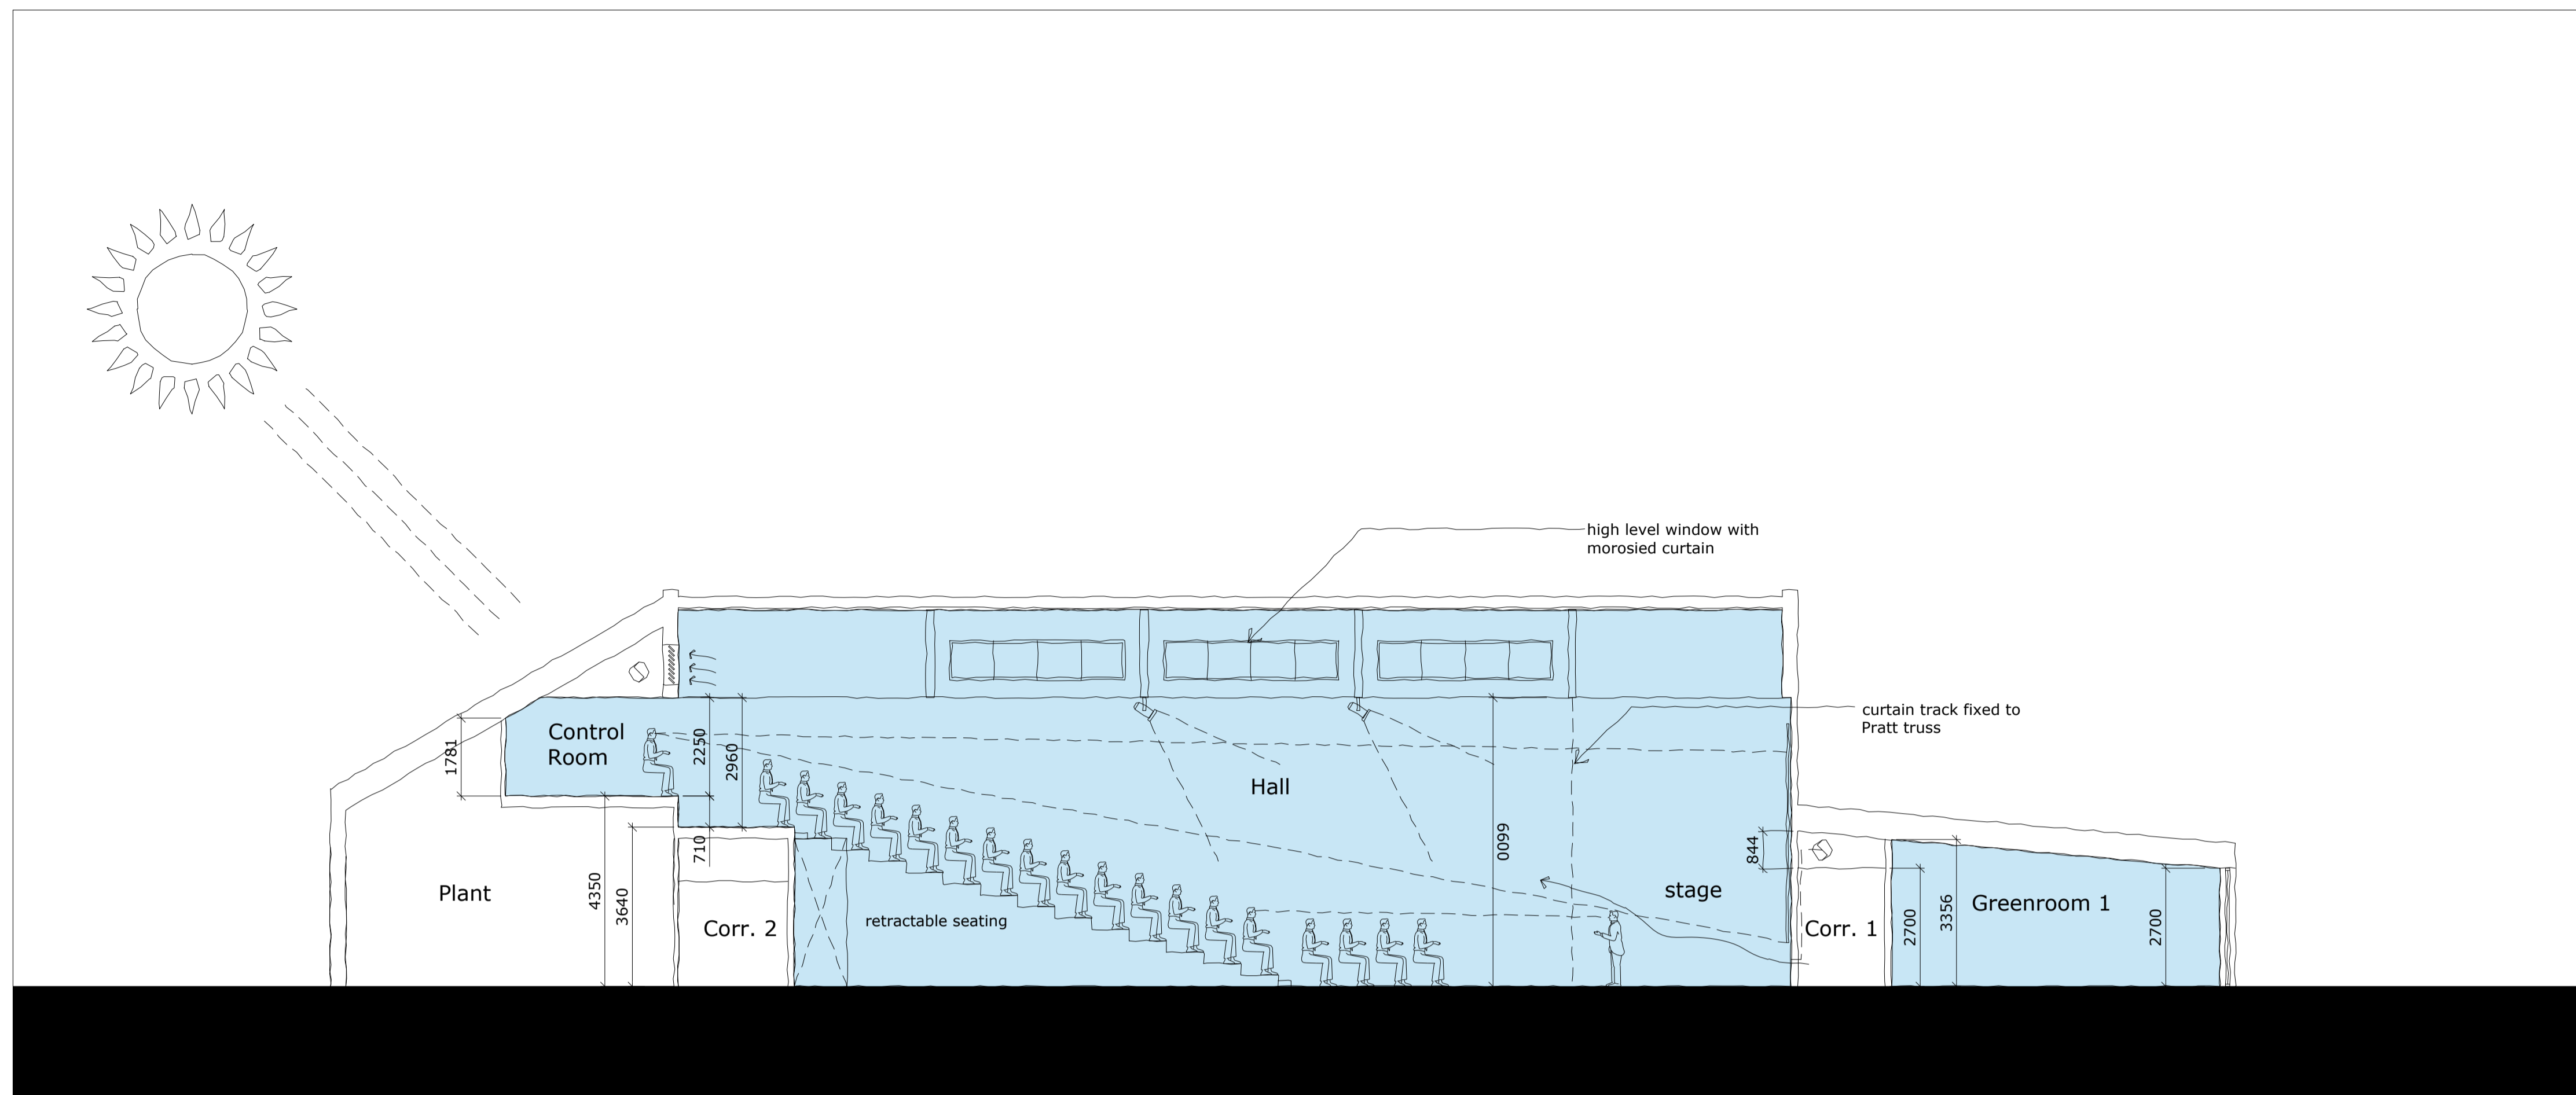 high level window with
morosied curtain
curtain track fixed to
Pratt truss
Control
Room
1781
2250
2960
Hall
6600
710
844
stage
Plant
4350
3640
Corr. 2
retractable seating
Corr. 1
2700
3356
Greenroom 1
2700